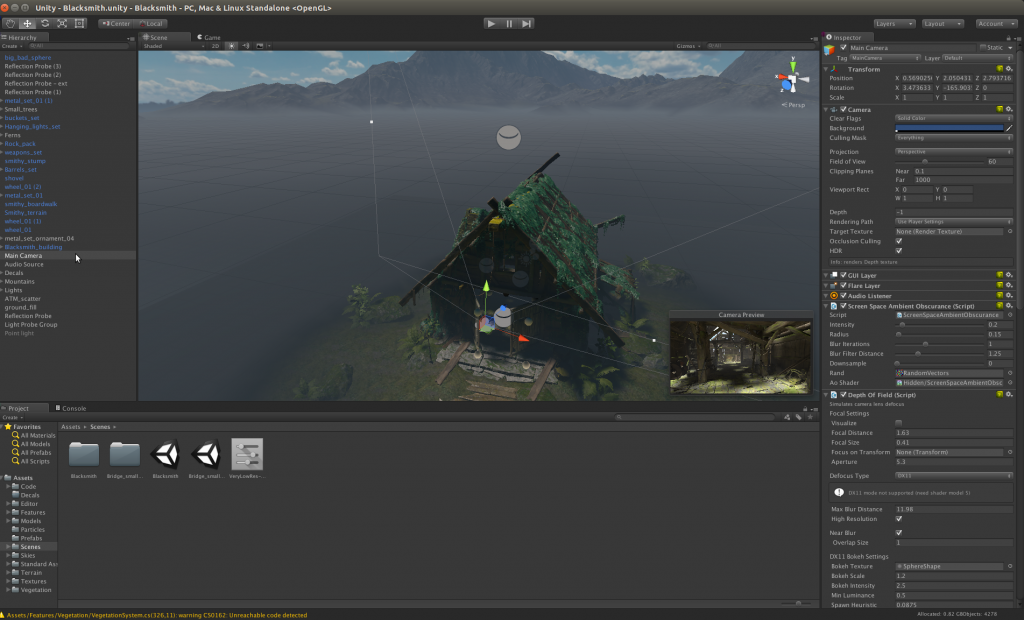 Unity - Blacksmith.unity - Blacksmith - PC, Mac & Linux Standalone <OpenGL>
Center Local
Layers Layout Account
Hierarchy
Create
big_bad_sphere
Reflection Probe (3)
Reflection Probe (2)
Reflection Probe - ext
Reflection Probe (1)
metal_set_01 (1)
Small_trees
buckets_set
Hanging_lights_set
Ferns
Rock_pack
weapons_set
smithy_stump
Barrels_set
shovel
wheel_01 (2)
metal_set_01
smithy_boardwalk
Smithy_terrain
wheel_01 (1)
wheel_01
metal_set_ornament_04
Blacksmith_building
Main Camera
Audio Source
Decals
Mountains
Lights
ATM_scatter
ground_fill
Reflection Probe
Light Probe Group
Point light
Scene Game
Shaded 2D Gizmos
y
x
z
Persp
Camera Preview
Inspector
Main Camera Static
Tag MainCamera Layer Default
Transform
Position X 0.569025 Y 2.050431 Z 2.793716
Rotation X 3.473633 Y -165.903 Z 0
Scale X 1 Y 1 Z 1
Camera
Clear Flags Solid Color
Background
Culling Mask Everything
Projection Perspective
Field of View 60
Clipping Planes Near 0.1
Far 1000
Viewport Rect X 0 Y 0
W 1 H 1
Depth -1
Rendering Path Use Player Settings
Target Texture None (Render Texture)
Occlusion Culling
HDR
Info: renders Depth texture
GUI Layer
Flare Layer
Audio Listener
Screen Space Ambient Obscurance (Script)
Script ScreenSpaceAmbientObscurance
Intensity 0.2
Radius 0.15
Blur Iterations 1
Blur Filter Distance 1.25
Downsample 0
Rand RandomVectors
Ao Shader Hidden/ScreenSpaceAmbientObsc
Depth Of Field (Script)
Simulates camera lens defocus
Focal Settings
Visualize
Focal Distance 1.63
Focal Size 0.41
Focus on Transform None (Transform)
Aperture 5.3
Defocus Type DX11
DX11 mode not supported (need shader model 5)
Max Blur Distance 11.98
High Resolution
Near Blur
Overlap Size 1
DX11 Bokeh Settings
Bokeh Texture SphereShape
Bokeh Scale 1.2
Bokeh Intensity 2.5
Min Luminance 0.5
Spawn Heuristic 0.0875
Project Console
Create
Favorites
All Materials
All Models
All Prefabs
All Scripts
Assets
Code
Decals
Editor
Features
Models
Particles
Prefabs
Scenes
Skies
Standard Ass
Terrain
Textures
Vegetation
Assets Scenes
Blacksmith Bridge_small... Blacksmith Bridge_small... VeryLowRes-...
Assets/Features/Vegetation/VegetationSystem.cs(326,11): warning CS0162: Unreachable code detected
Allocated: 0.82 GBObjects: 4278